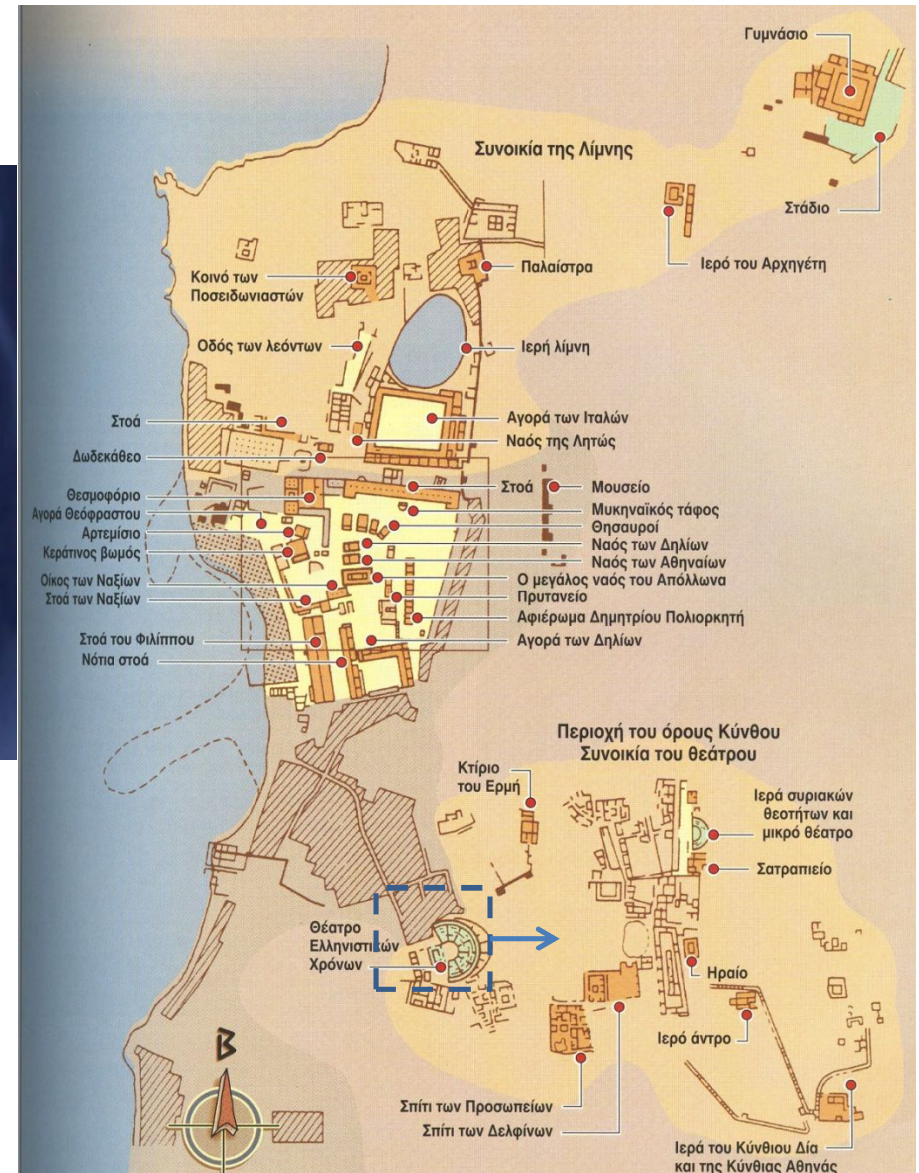 Γυμνάσιο
Συνοικία της Λίμνης
Στάδιο
Ιερό του Αρχηγέτη
Παλαίστρα
Κοινό των
Ποσειδωνιαστών
Οδός των λεόντων
Ιερή λίμνη
Στοά
Αγορά των Ιταλών
Ναός της Λητώς
Δωδεκάθεο
Στοά
Μουσείο
Θεσμοφόριο
Μυκηναϊκός τάφος
Αγορά Θεόφραστου
Θησαυροί
Αρτεμίσιο
Ναός των Δηλίων
Κεράτινος βωμός
Ναός των Αθηναίων
Οίκος των Ναξίων
Ο μεγάλος ναός του Απόλλωνα
Στοά των Ναξίων
Πρυτανείο
Αφιέρωμα Δημητρίου Πολιορκητή
Στοά του Φιλίππου
Αγορά των Δηλίων
Νότια στοά
Περιοχή του όρους Κύνθου
Συνοικία του θεάτρου
Κτίριο
του Ερμή
Ιερά συριακών
θεοτήτων και
μικρό θέατρο
Σατραπιείο
Θέατρο
Ελληνιστικών
Χρόνων
Ηραίο
Ιερό άντρο
Σπίτι των Προσωπείων
Σπίτι των Δελφίνων
Ιερά του Κύνθιου Δία
και της Κύνθιας Αθηνάς
Β